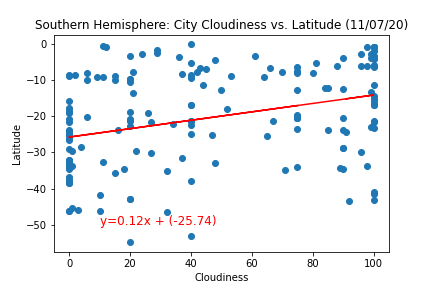 Southern Hemisphere: City Cloudiness vs. Latitude (11/07/20)
0
−10
−20
−30
−40
−50
Latitude
y=0.12x + (-25.74)
0 20 40 60 80 100
Cloudiness